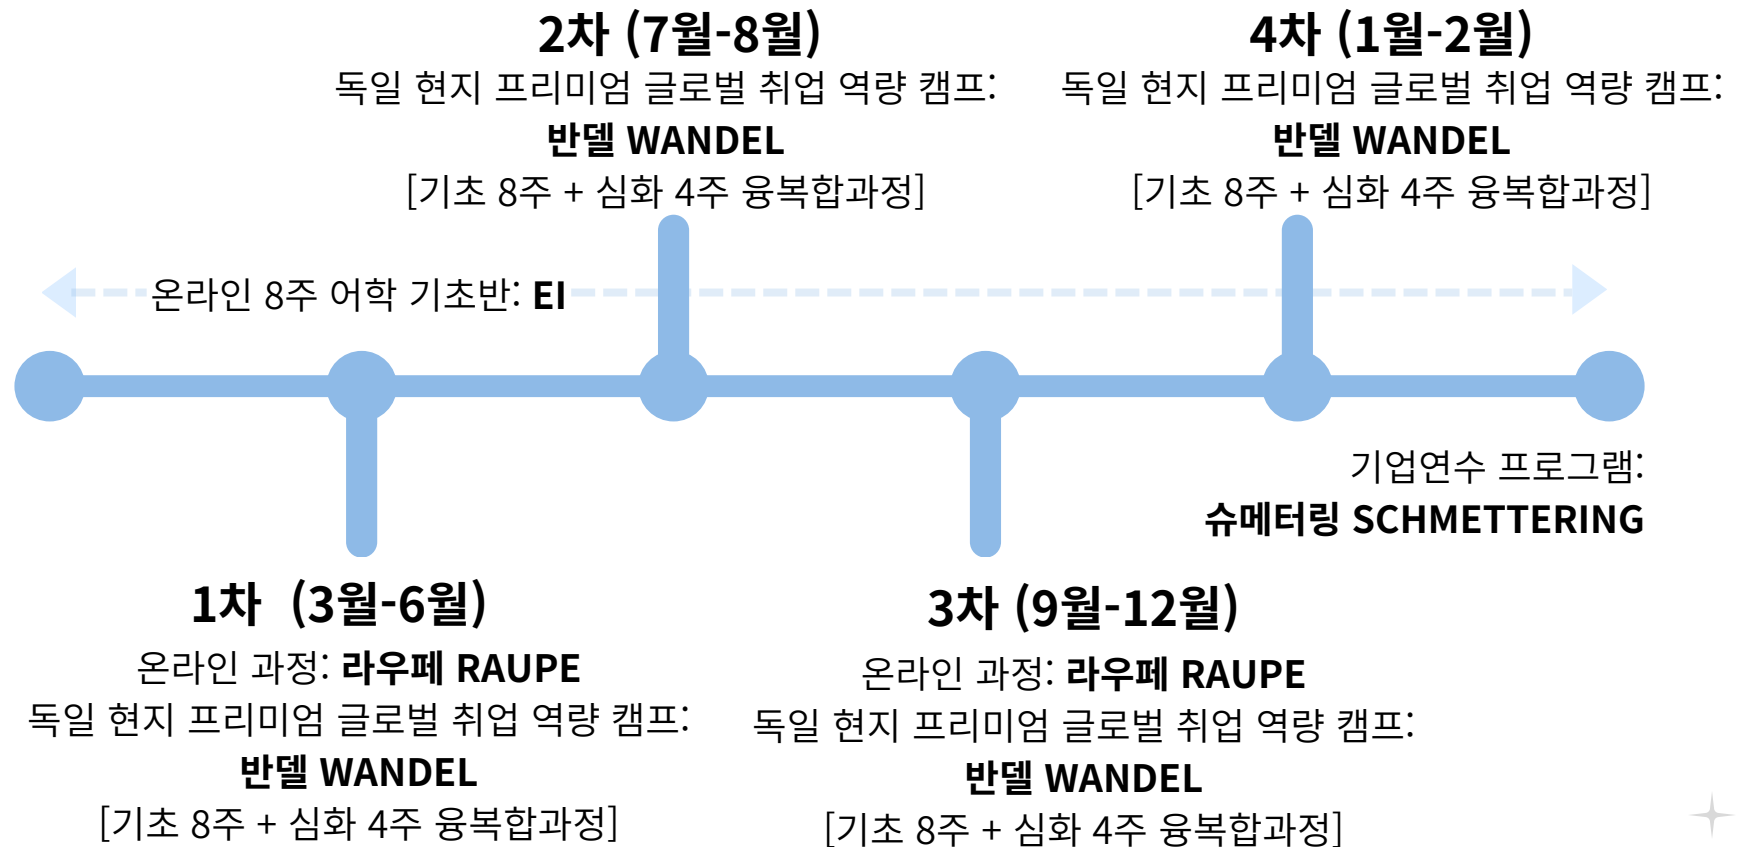 2차 (7월-8월)
독일 현지 프리미엄 글로벌 취업 역량 캠프:
반델 WANDEL
[기초 8주 + 심화 4주 융복합과정]
4차 (1월-2월)
독일 현지 프리미엄 글로벌 취업 역량 캠프:
반델 WANDEL
[기초 8주 + 심화 4주 융복합과정]
온라인 8주 어학 기초반: EI
기업연수 프로그램:
슈메터링 SCHMETTERING
1차 (3월-6월)
온라인 과정: 라우페 RAUPE
독일 현지 프리미엄 글로벌 취업 역량 캠프:
반델 WANDEL
[기초 8주 + 심화 4주 융복합과정]
3차 (9월-12월)
온라인 과정: 라우페 RAUPE
독일 현지 프리미엄 글로벌 취업 역량 캠프:
반델 WANDEL
[기초 8주 + 심화 4주 융복합과정]